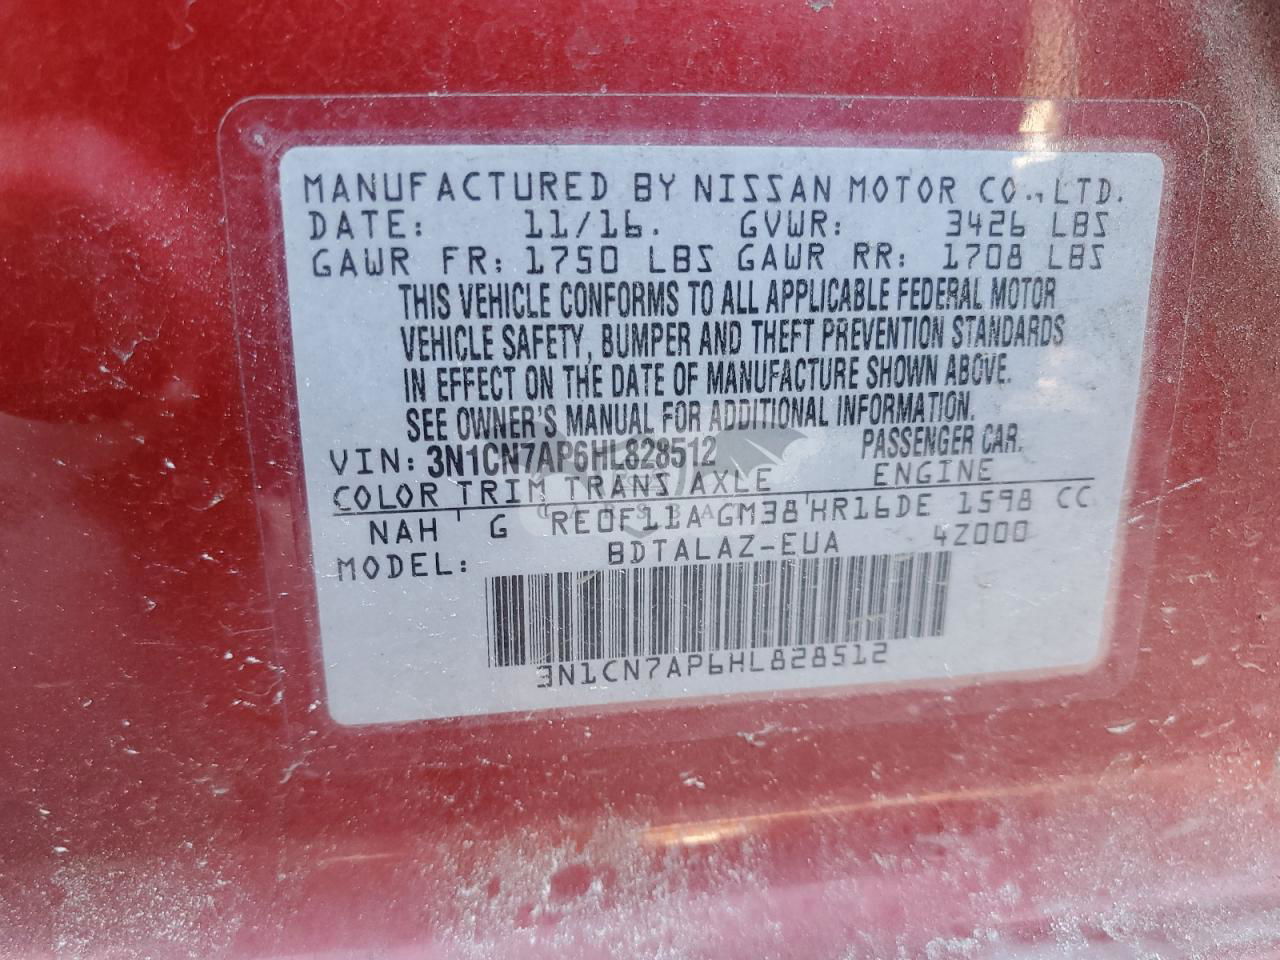 MANUFACTURED BY NISSAN MOTOR CO., LTD.
DATE: 11/16. GVWR: 3426 LBS
GAWR FR: 1750 LBS GAWR RR: 1708 LBS
THIS VEHICLE CONFORMS TO ALL APPLICABLE FEDERAL MOTOR
VEHICLE SAFETY, BUMPER AND THEFT PREVENTION STANDARDS
IN EFFECT ON THE DATE OF MANUFACTURE SHOWN ABOVE.
SEE OWNER'S MANUAL FOR ADDITIONAL INFORMATION.
VIN: 3N1CN7AP6HL828512 PASSENGER CAR.
COLOR TRIM TRANS AXLE ENGINE
NAH ' G RE0F11A GM38 ' HR16DE 1598 CC
MODEL: BDTALAZ-EUA 4Z000
3N1CN7AP6HL828512